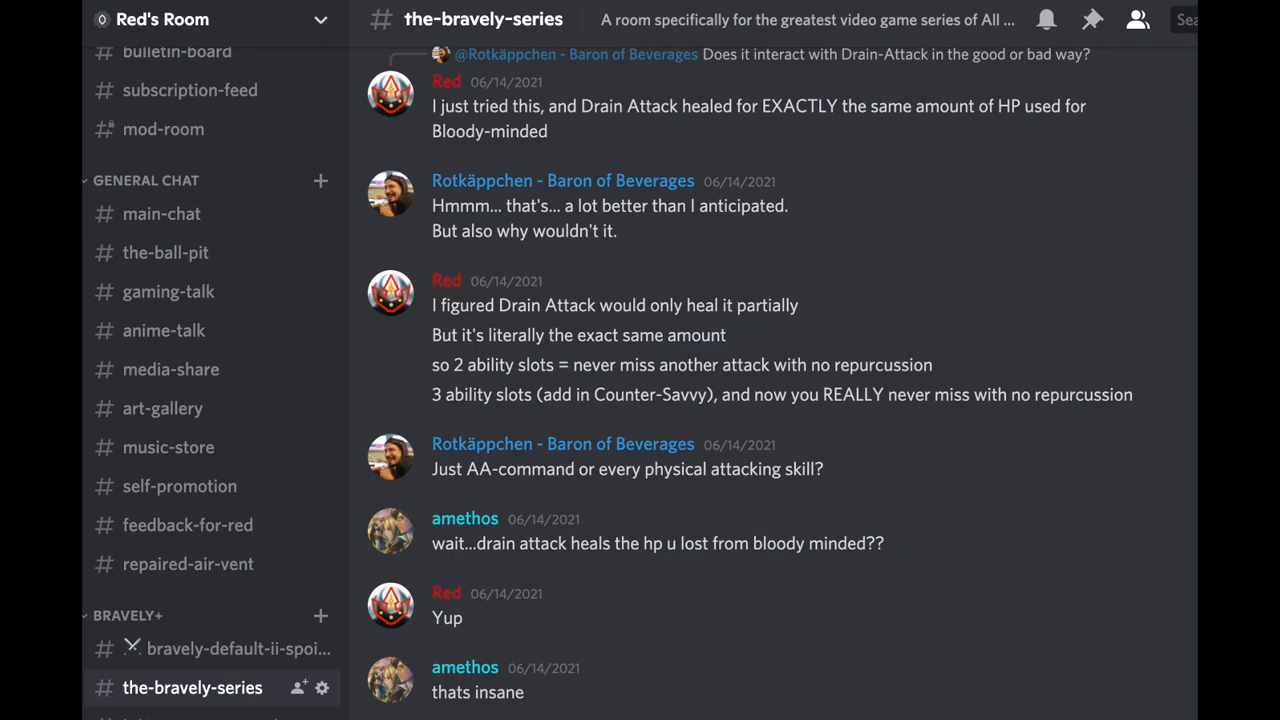 Red's Room
bulletin-board
subscription-feed
mod-room
GENERAL CHAT
main-chat
the-ball-pit
gaming-talk
anime-talk
media-share
art-gallery
music-store
self-promotion
feedback-for-red
repaired-air-vent
BRAVELY+
bravely-default-ii-spoi...
the-bravely-series
# the-bravely-series A room specifically for the greatest video game series of All ... Sea
@Rotkäppchen - Baron of Beverages Does it interact with Drain-Attack in the good or bad way?
Red 06/14/2021
I just tried this, and Drain Attack healed for EXACTLY the same amount of HP used for
Bloody-minded
Rotkäppchen - Baron of Beverages 06/14/2021
Hmmm... that's... a lot better than I anticipated.
But also why wouldn't it.
Red 06/14/2021
I figured Drain Attack would only heal it partially
But it's literally the exact same amount
so 2 ability slots = never miss another attack with no repurcussion
3 ability slots (add in Counter-Savvy), and now you REALLY never miss with no repurcussion
Rotkäppchen - Baron of Beverages 06/14/2021
Just AA-command or every physical attacking skill?
amethos 06/14/2021
wait...drain attack heals the hp u lost from bloody minded??
Red 06/14/2021
Yup
amethos 06/14/2021
thats insane